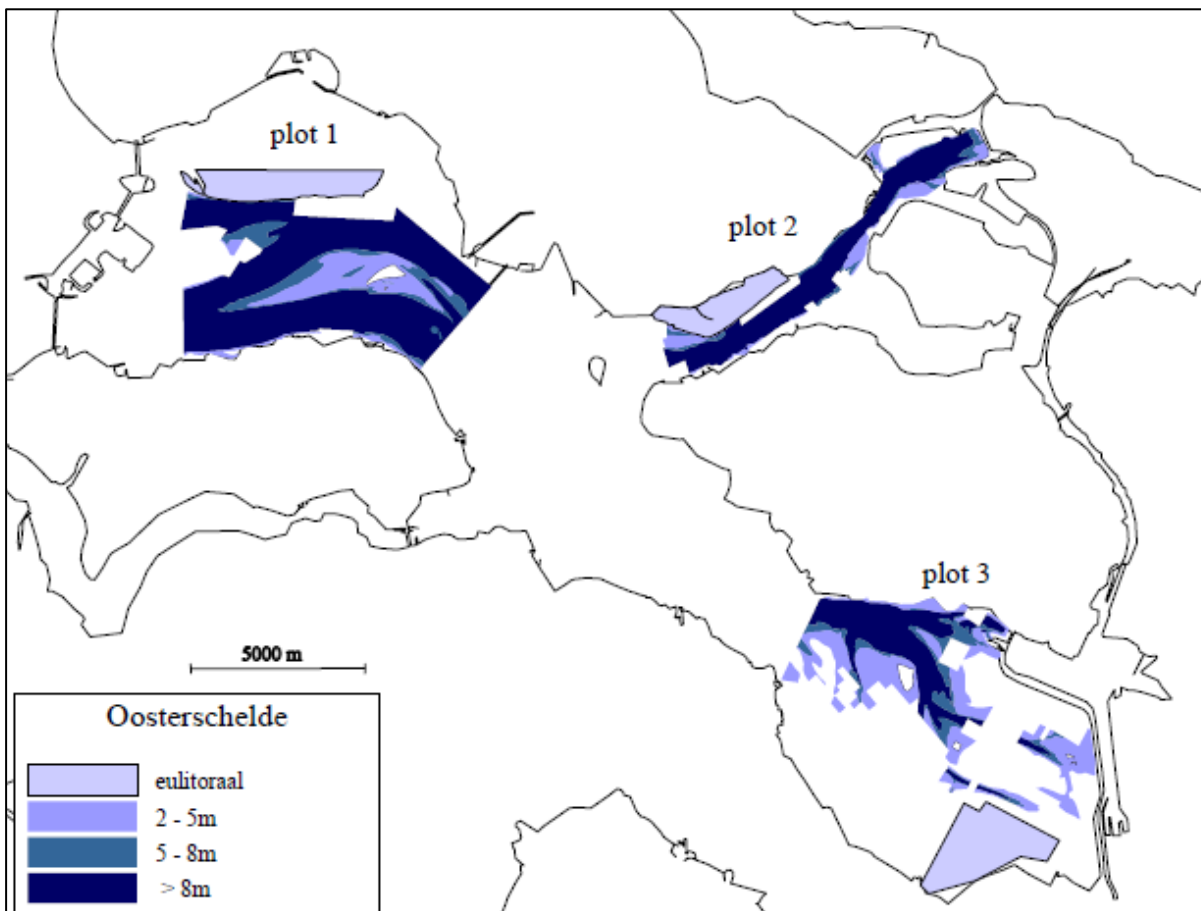 plot 1
plot 2
plot 3
5000 m
Oosterschelde
eulitoraal
2 - 5m
5 - 8m
> 8m